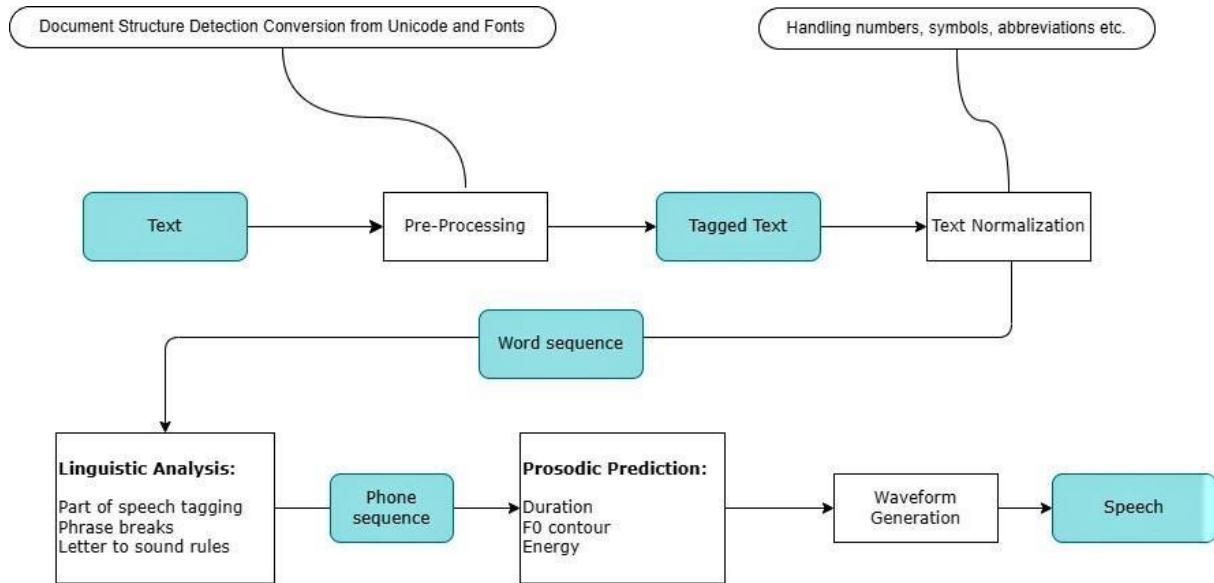 Document Structure Detection Conversion from Unicode and Fonts
Handling numbers, symbols, abbreviations etc.
Text
Pre-Processing
Tagged Text
Text Normalization
Word sequence
Linguistic Analysis:
Part of speech tagging
Phrase breaks
Letter to sound rules
Phone
sequence
Prosodic Prediction:
Duration
F0 contour
Energy
Waveform
Generation
Speech